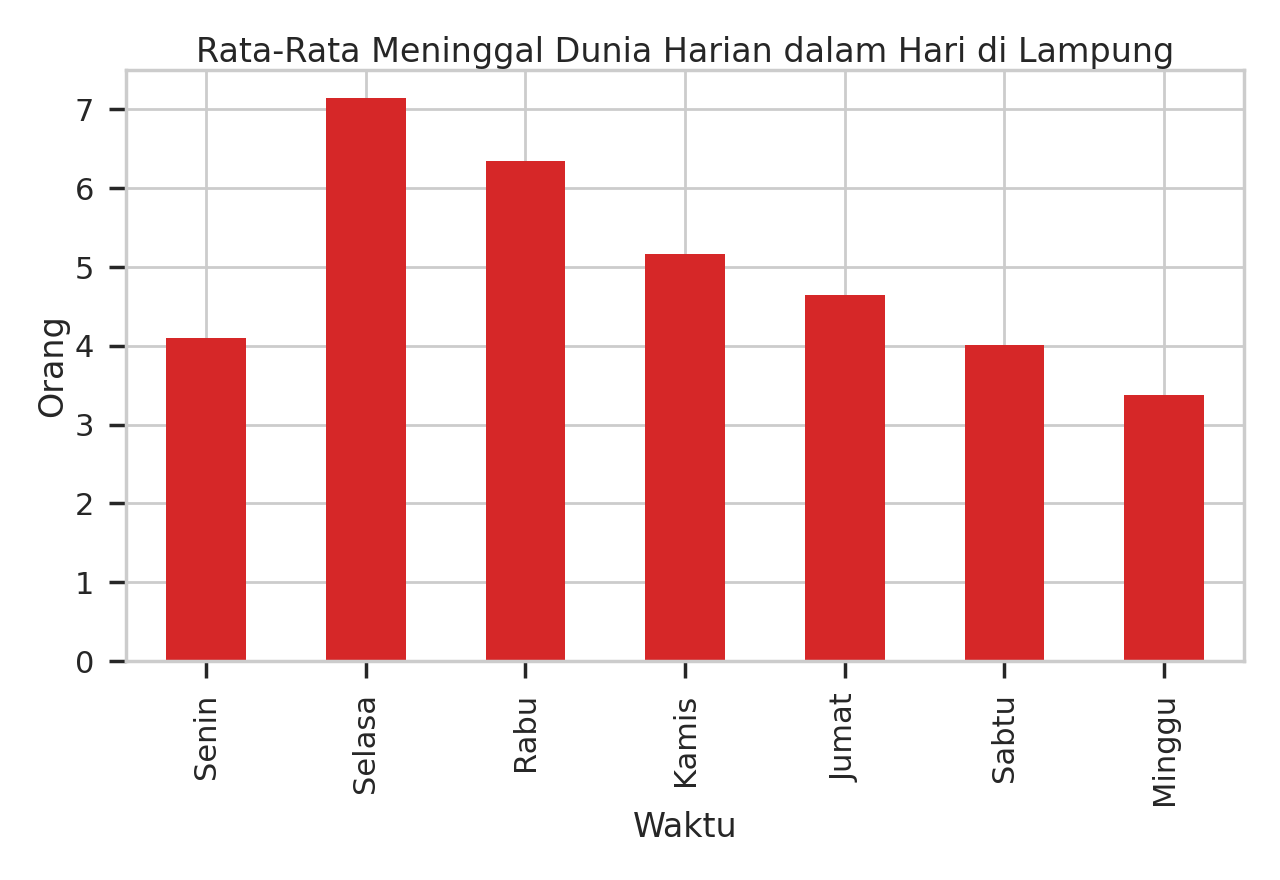 Rata-Rata Meninggal Dunia Harian dalam Hari di Lampung
7
6
5
4
3
2
1
0
Orang
Senin
Selasa
Rabu
Kamis
Jumat
Sabtu
Minggu
Waktu